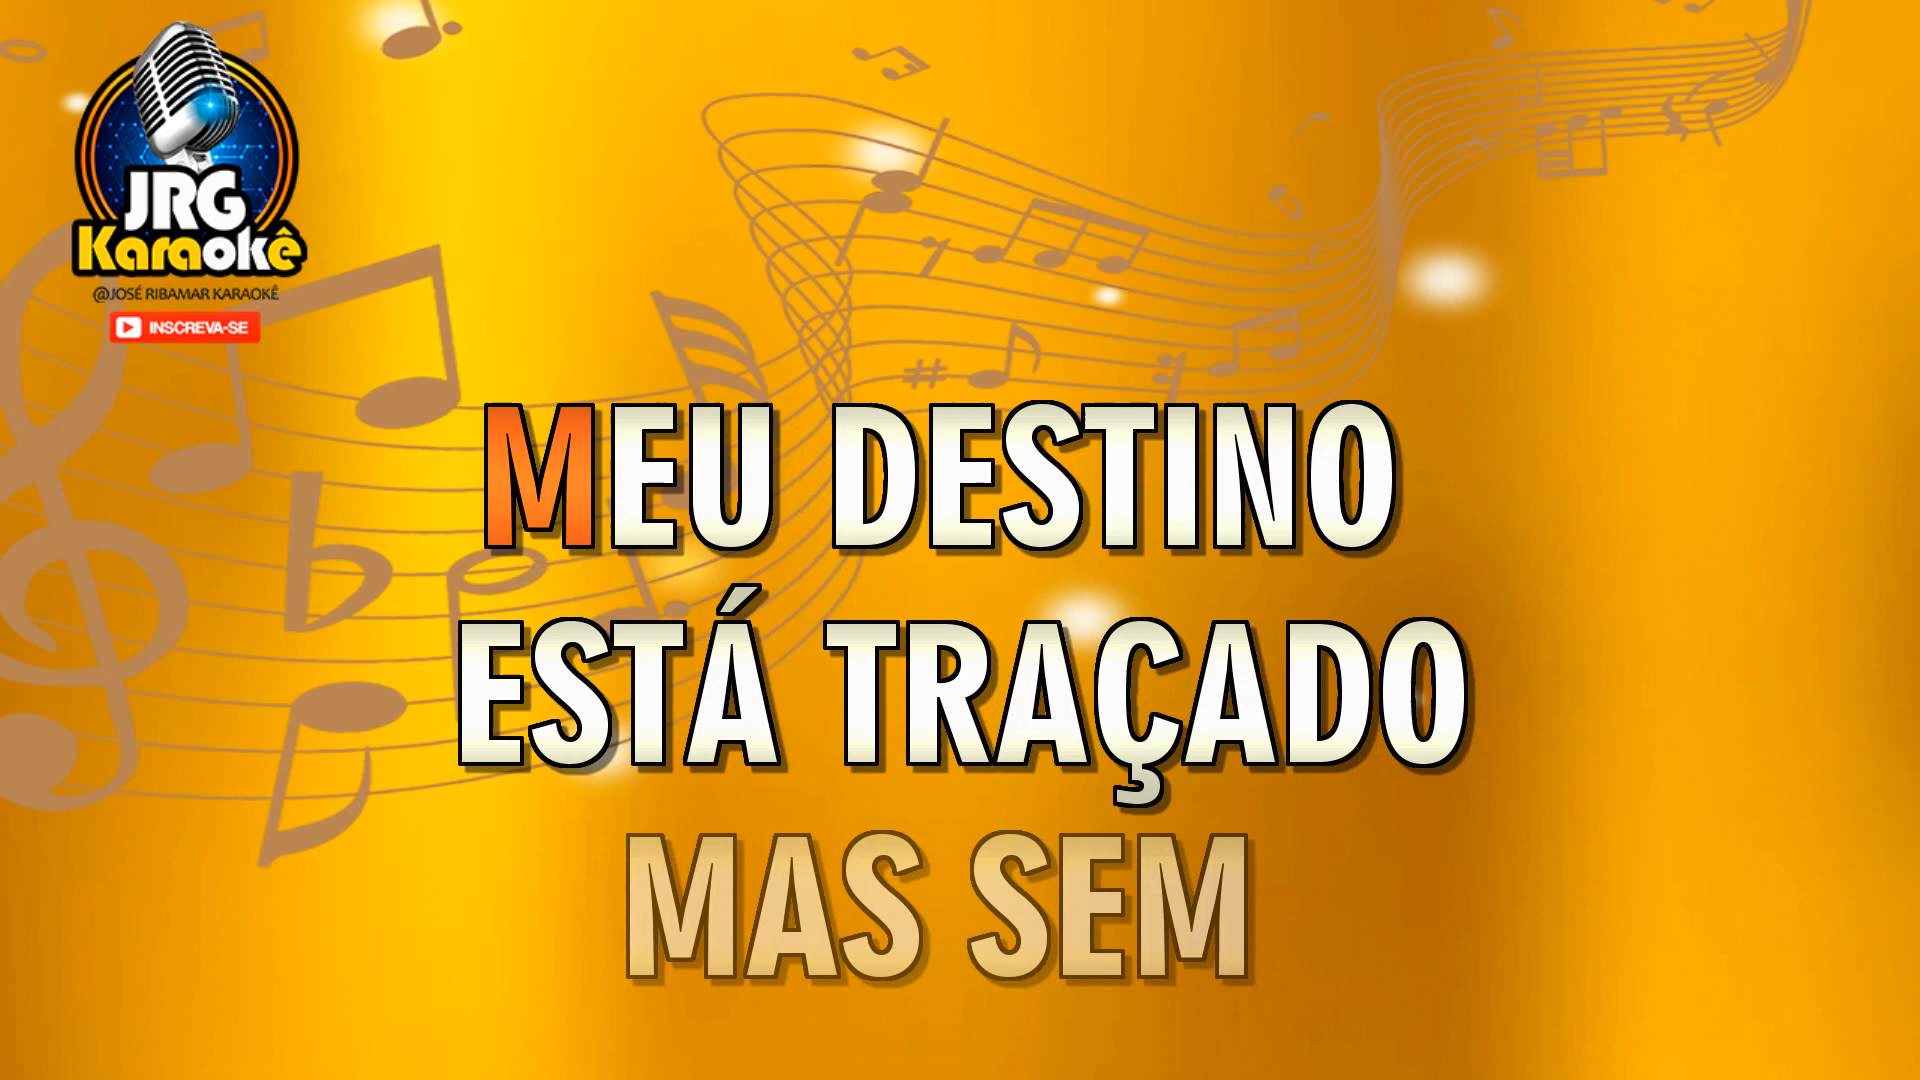 JRG
Karaokê
@JOSÉ RIBAMAR KARAOKÊ
INSCREVA-SE
MEU DESTINO
ESTÁ TRAÇADO
MAS SEM